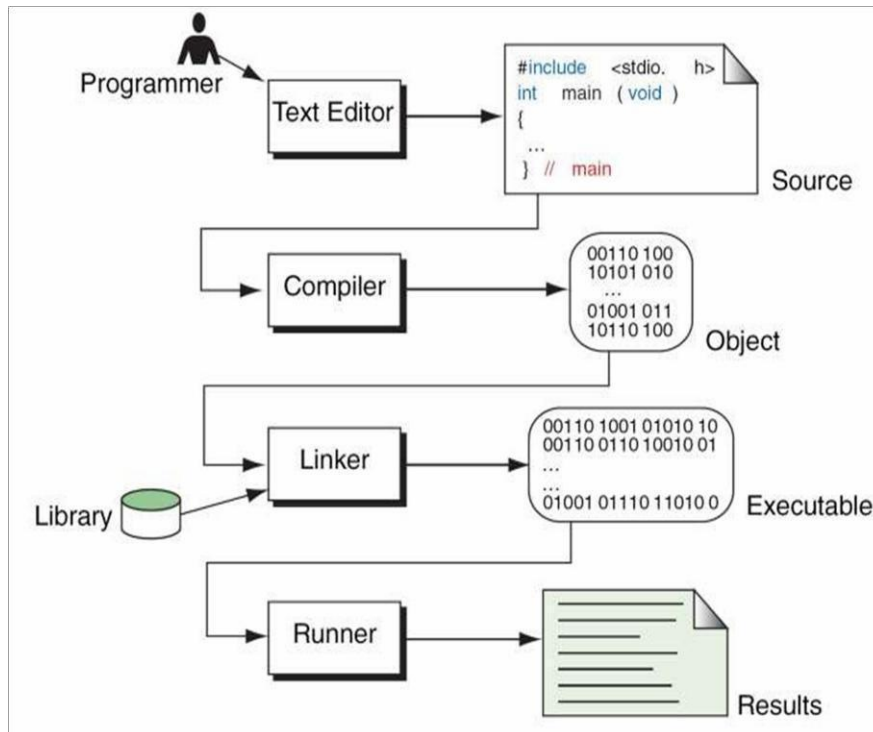 Programmer
Text Editor
#include <stdio. h>
int main ( void )
{
...
} // main
Source
Compiler
00110 100
10101 010
...
01001 011
10110 100
Object
Linker
Library
00110 1001 01010 10
00110 0110 10010 01
...
...
01001 01110 11010 0
Executable
Runner
Results